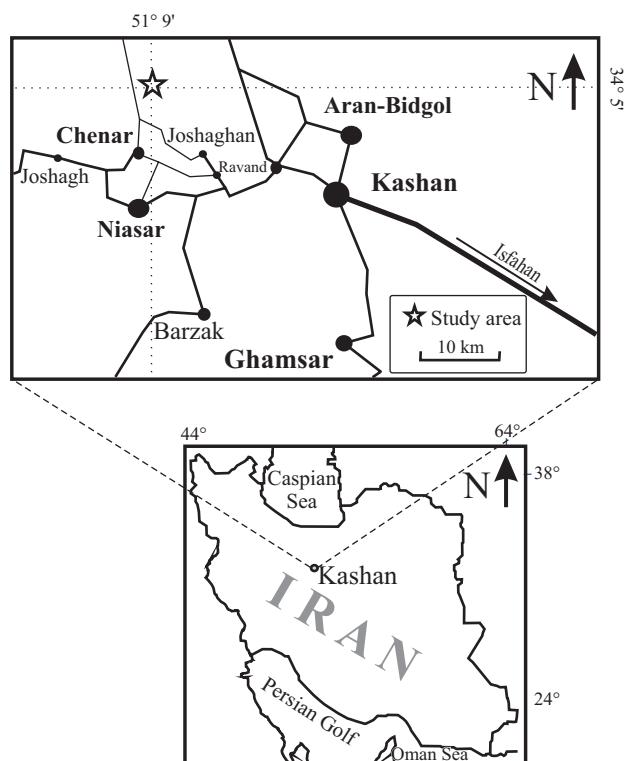 51° 9'
34° 5'
N
Aran-Bidgol
Chenar
Joshaghan
Ravand
Joshagh
Kashan
Niasar
Isfahan
Study area
Barzak
10 km
Ghamsar
44°
64°
Caspian
Sea
N
38°
Kashan
IRAN
24°
Persian Golf
Oman Sea